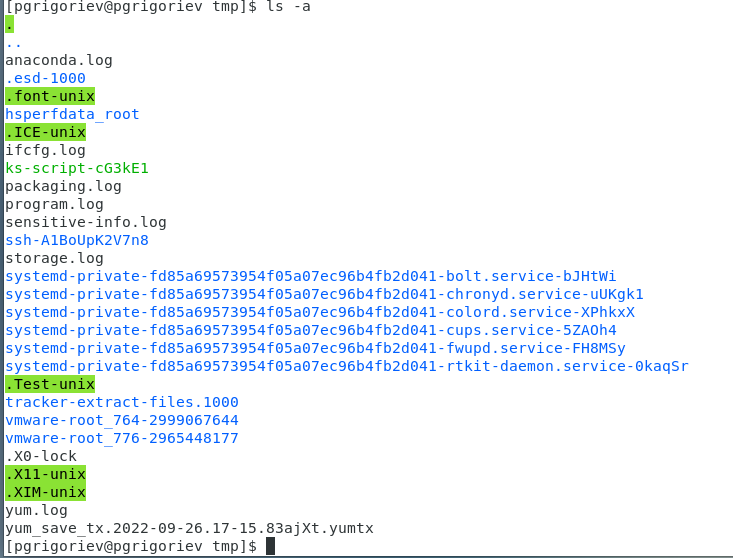 [pgrigoriev@pgrigoriev tmp]$ ls -a
.
..
anaconda.log
.esd-1000
.font-unix
hsperfdata_root
.ICE-unix
ifcfg.log
ks-script-cG3kE1
packaging.log
program.log
sensitive-info.log
ssh-A1BoUpK2V7n8
storage.log
systemd-private-fd85a69573954f05a07ec96b4fb2d041-bolt.service-bJHtWi
systemd-private-fd85a69573954f05a07ec96b4fb2d041-chronyd.service-uUKgk1
systemd-private-fd85a69573954f05a07ec96b4fb2d041-colord.service-XPhkxX
systemd-private-fd85a69573954f05a07ec96b4fb2d041-cups.service-5ZAOh4
systemd-private-fd85a69573954f05a07ec96b4fb2d041-fwupd.service-FH8MSy
systemd-private-fd85a69573954f05a07ec96b4fb2d041-rtkit-daemon.service-0kaqSr
.Test-unix
tracker-extract-files.1000
vmware-root_764-2999067644
vmware-root_776-2965448177
.X0-lock
.X11-unix
.XIM-unix
yum.log
yum_save_tx.2022-09-26.17-15.83ajXt.yumtx
[pgrigoriev@pgrigoriev tmp]$